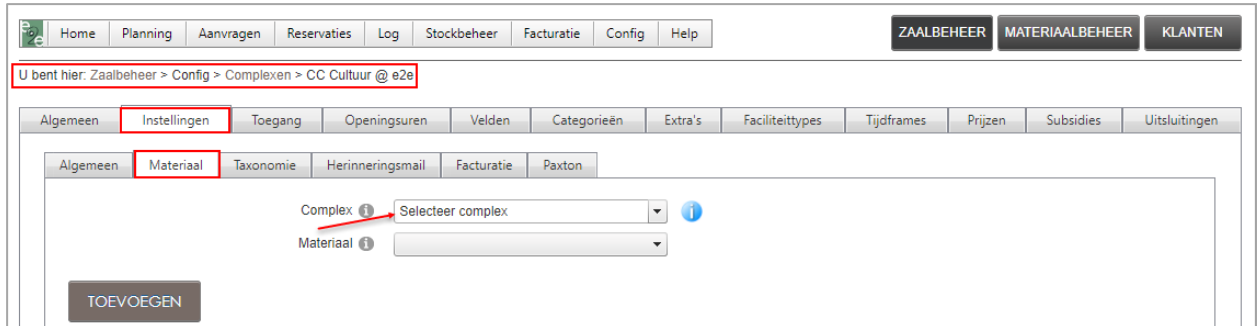 e2e Home Planning Aanvragen Reservaties Log Stockbeheer Facturatie Config Help ZAALBEHEER MATERIAALBEHEER KLANTEN
U bent hier: Zaalbeheer > Config > Complexen > CC Cultuur @ e2e
Algemeen Instellingen Toegang Openingsuren Velden Categorieën Extra's Faciliteittypes Tijdframes Prijzen Subsidies Uitsluitingen
Algemeen Materiaal Taxonomie Herinneringsmail Facturatie Paxton
Complex i Selecteer complex i
Materiaal i
TOEVOEGEN